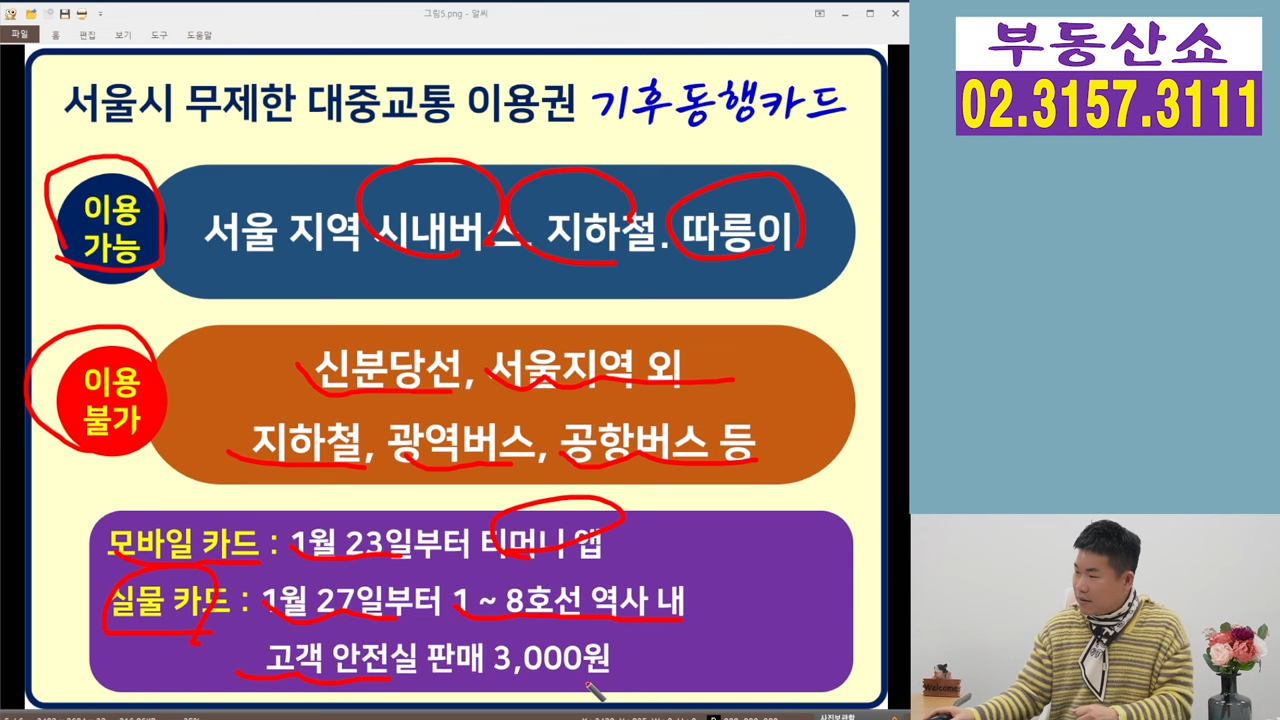 그림5.png - 알씨
파일 홈 편집 보기 도구 도움말
서울시 무제한 대중교통 이용권 기후동행카드
이용
가능
서울 지역 시내버스. 지하철. 따릉이
이용
불가
신분당선, 서울지역 외
지하철, 광역버스, 공항버스 등
모바일 카드 : 1월 23일부터 티머니 앱
실물 카드 : 1월 27일부터 1 ~ 8호선 역사 내
고객 안전실 판매 3,000원
부동산쇼
02.3157.3111
Welcome
사진보관함